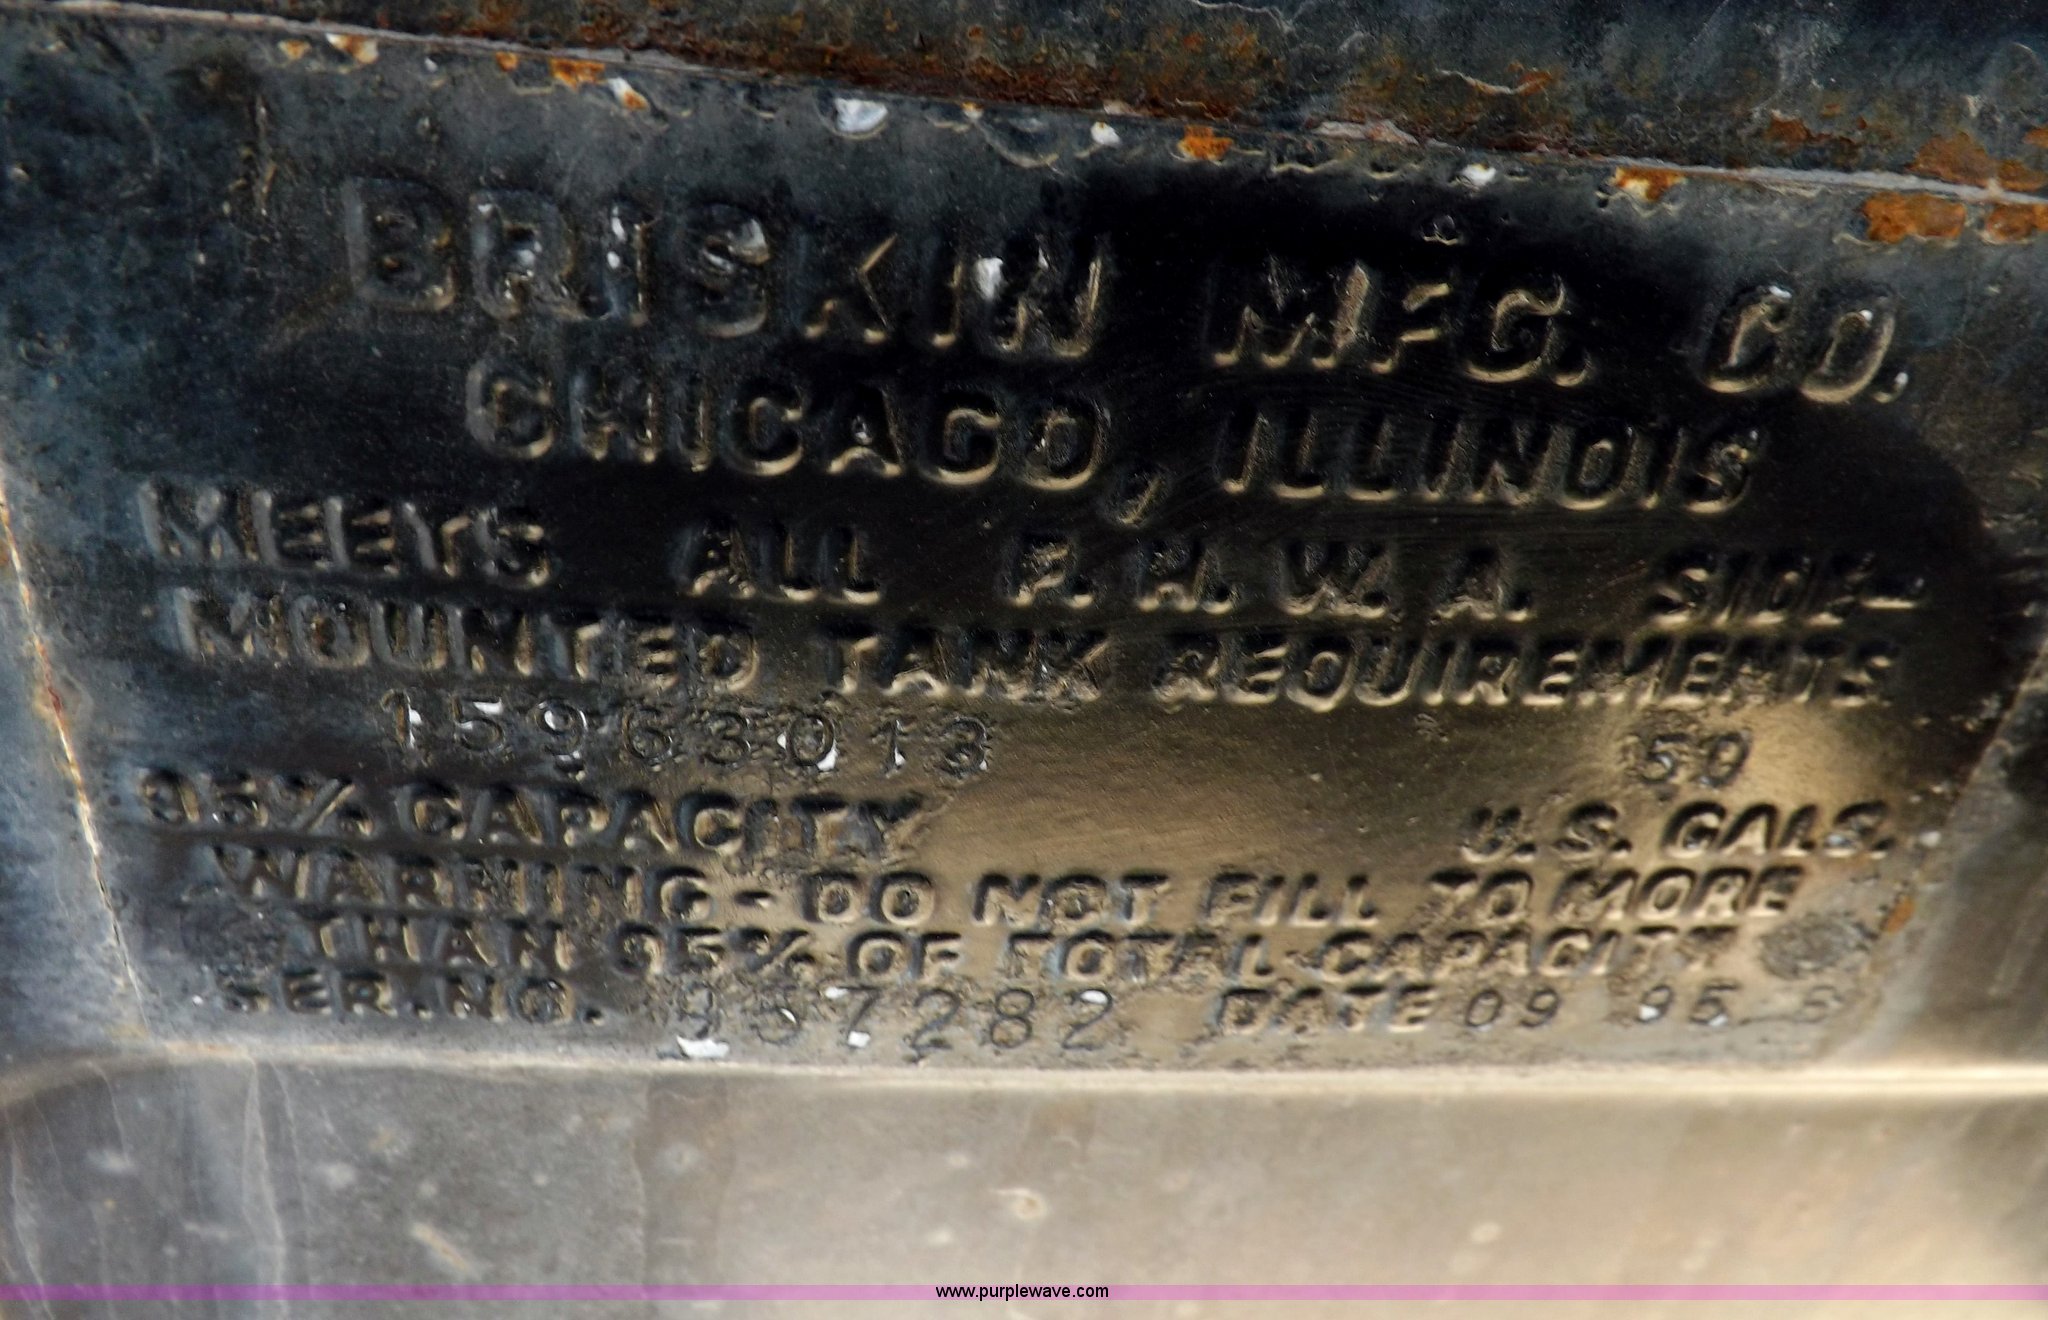 BRISKIN MFG. CO.
CHICAGO, ILLINOIS
MEETS ALL F.H.W.A. SIDE-
MOUNTED TANK REQUIREMENTS
15963013 50
95% CAPACITY U.S. GALS.
WARNING-DO NOT FILL TO MORE
THAN 95% OF TOTAL CAPACITY
SER. NO. 957282 DATE 09 95
www.purplewave.com